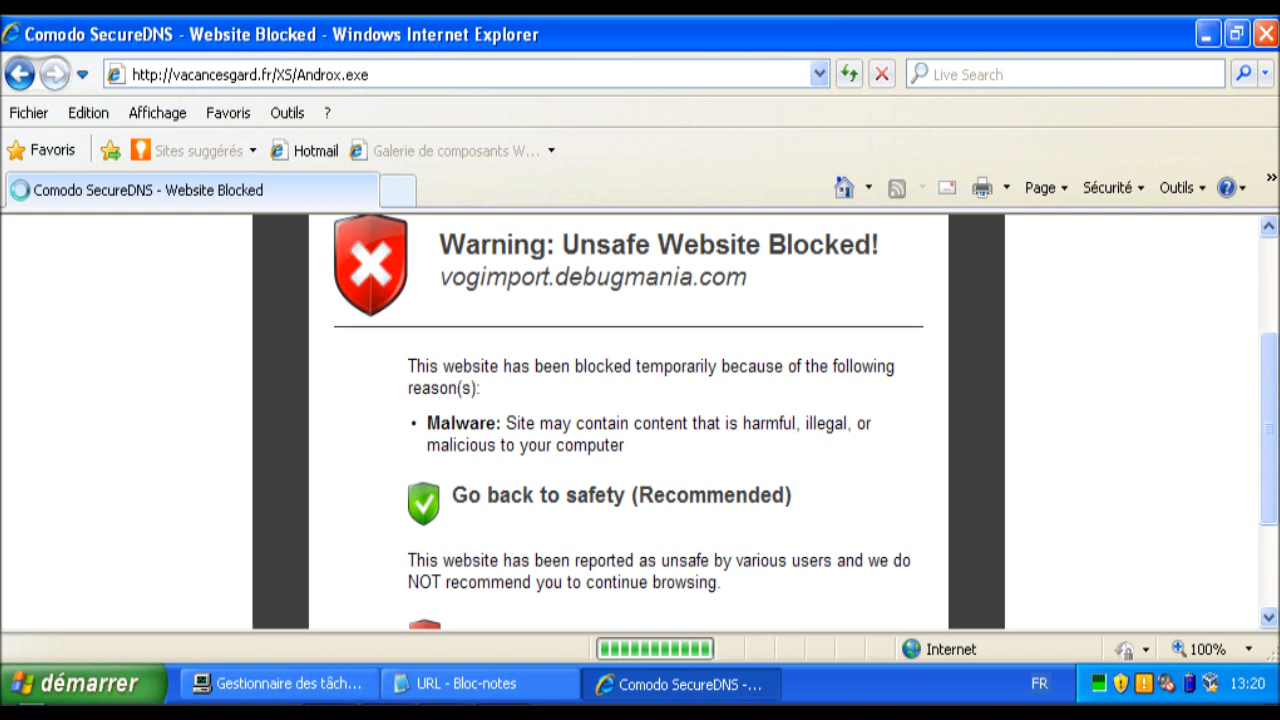 Comodo SecureDNS - Website Blocked - Windows Internet Explorer
http://vacancesgard.fr/XS/Androx.exe
Live Search
Fichier Edition Affichage Favoris Outils ?
Favoris Sites suggérés Hotmail Galerie de composants W...
Comodo SecureDNS - Website Blocked
Page Sécurité Outils
Warning: Unsafe Website Blocked!
vogimport.debugmania.com
This website has been blocked temporarily because of the following
reason(s):
• Malware: Site may contain content that is harmful, illegal, or
malicious to your computer
Go back to safety (Recommended)
This website has been reported as unsafe by various users and we do
NOT recommend you to continue browsing.
Internet 100%
démarrer Gestionnaire des tâch... URL - Bloc-notes Comodo SecureDNS -... FR 13:20